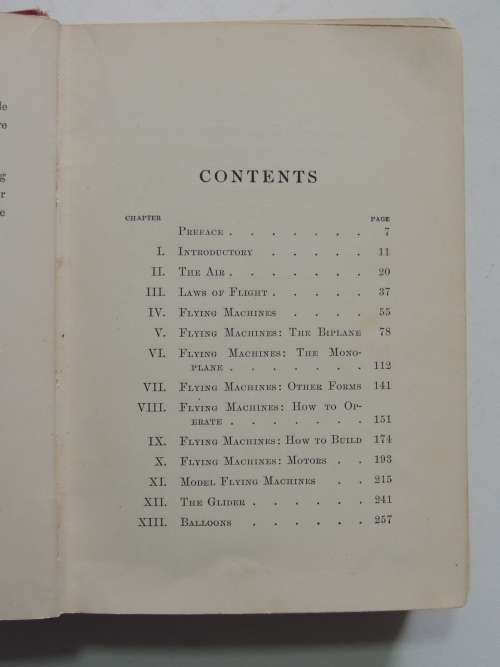 le
re
g
r
e
CONTENTS
CHAPTER PAGE
PREFACE . . . . . . . 7
I. INTRODUCTORY . . . . . 11
II. THE AIR . . . . . . . 20
III. LAWS OF FLIGHT . . . . . 37
IV. FLYING MACHINES . . . . 55
V. FLYING MACHINES: THE BIPLANE 78
VI. FLYING MACHINES: THE MONO-
PLANE . . . . . . . 112
VII. FLYING MACHINES: OTHER FORMS 141
VIII. FLYING MACHINES: HOW TO OP-
ERATE . . . . . . . 151
IX. FLYING MACHINES: HOW TO BUILD 174
X. FLYING MACHINES: MOTORS . . 193
XI. MODEL FLYING MACHINES . . 215
XII. THE GLIDER . . . . . . 241
XIII. BALLOONS . . . . . . 257